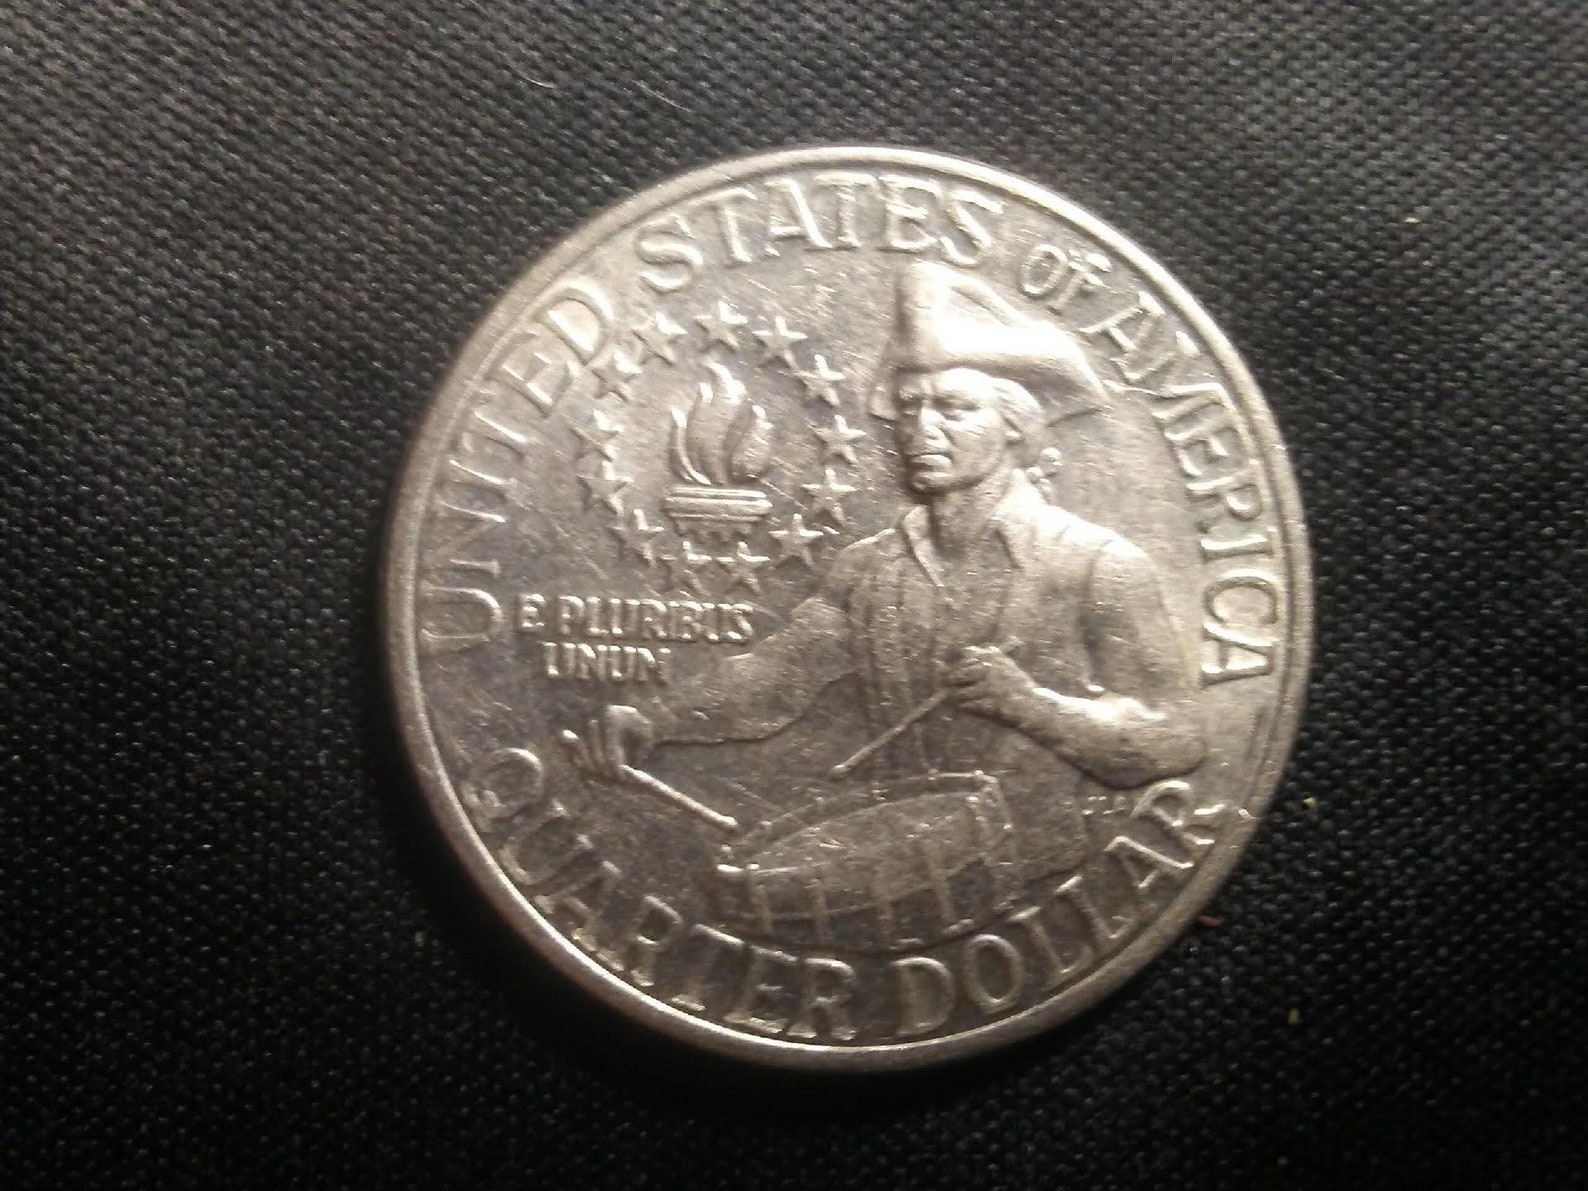 UNITED STATES OF AMERICA
E PLURIBUS
UNUM
QUARTER DOLLAR